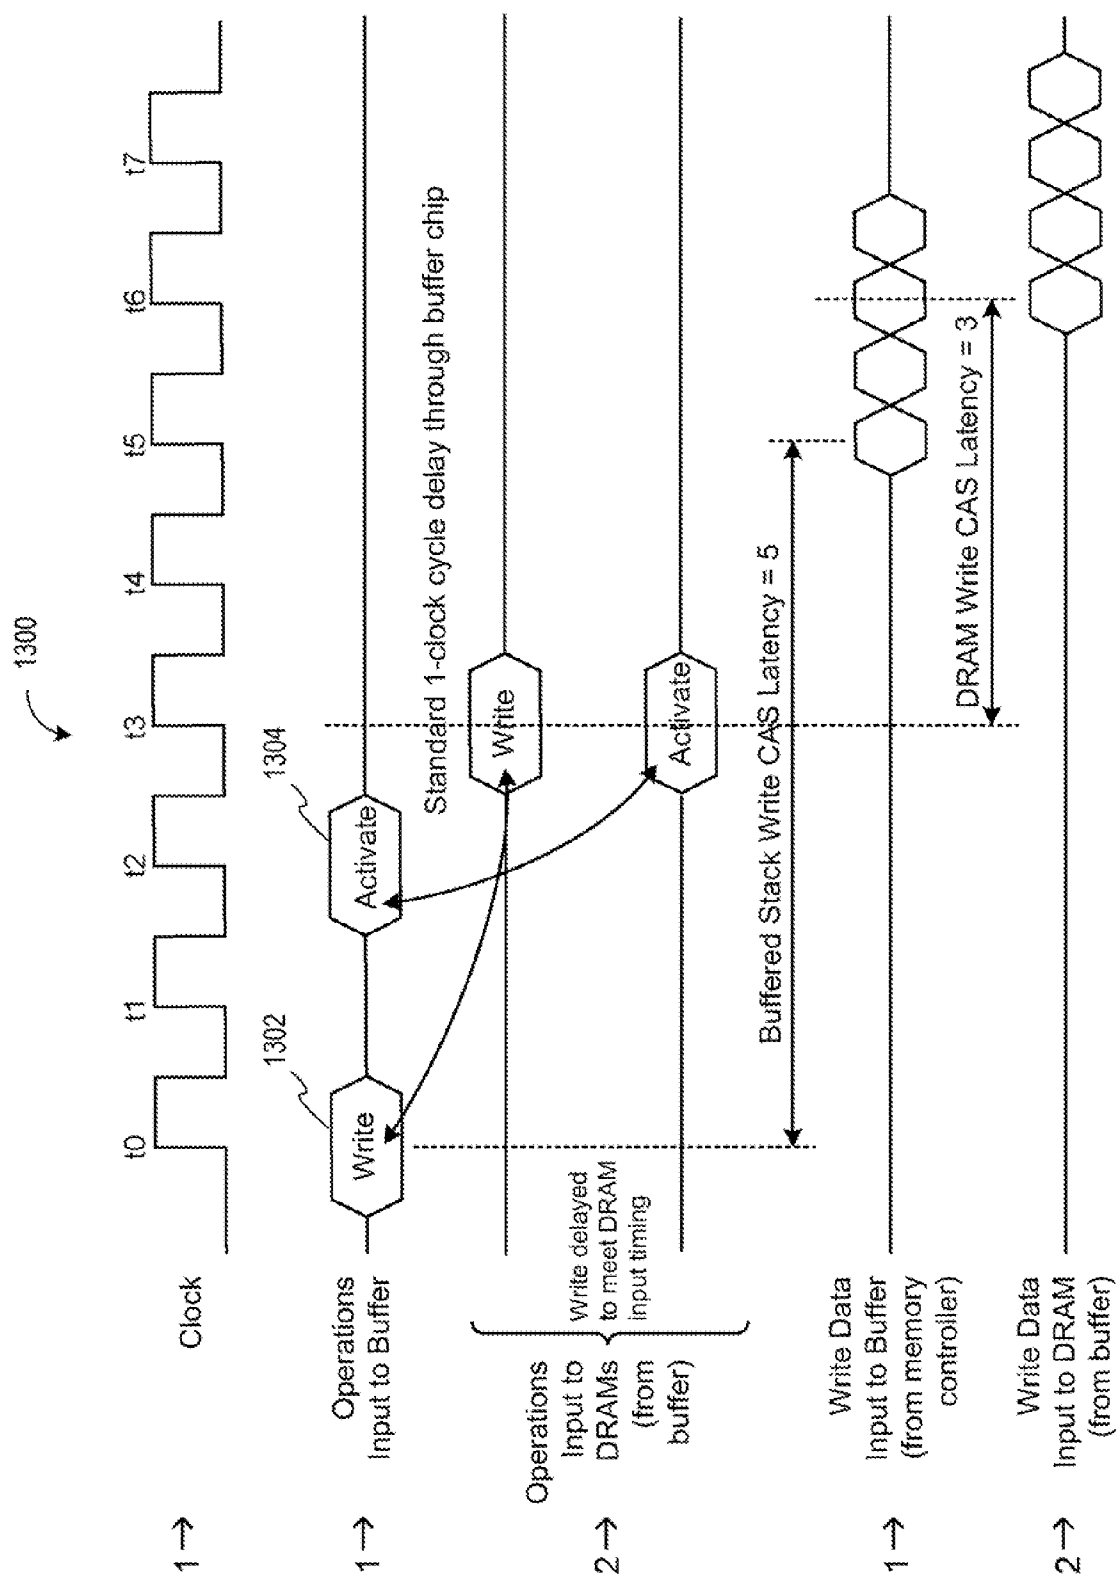 1300
t0 t1 t2 t3 t4 t5 t6 t7
1→ Clock
1302
1304
1→ Operations
Input to Buffer
Write
Activate
Standard 1-clock cycle delay through buffer chip
2→ Operations
Input to
DRAMs
(from
buffer)
Write delayed
to meet DRAM
input timing
Write
Activate
Buffered Stack Write CAS Latency = 5
1→ Write Data
Input to Buffer
(from memory
controller)
DRAM Write CAS Latency = 3
2→ Write Data
Input to DRAM
(from buffer)